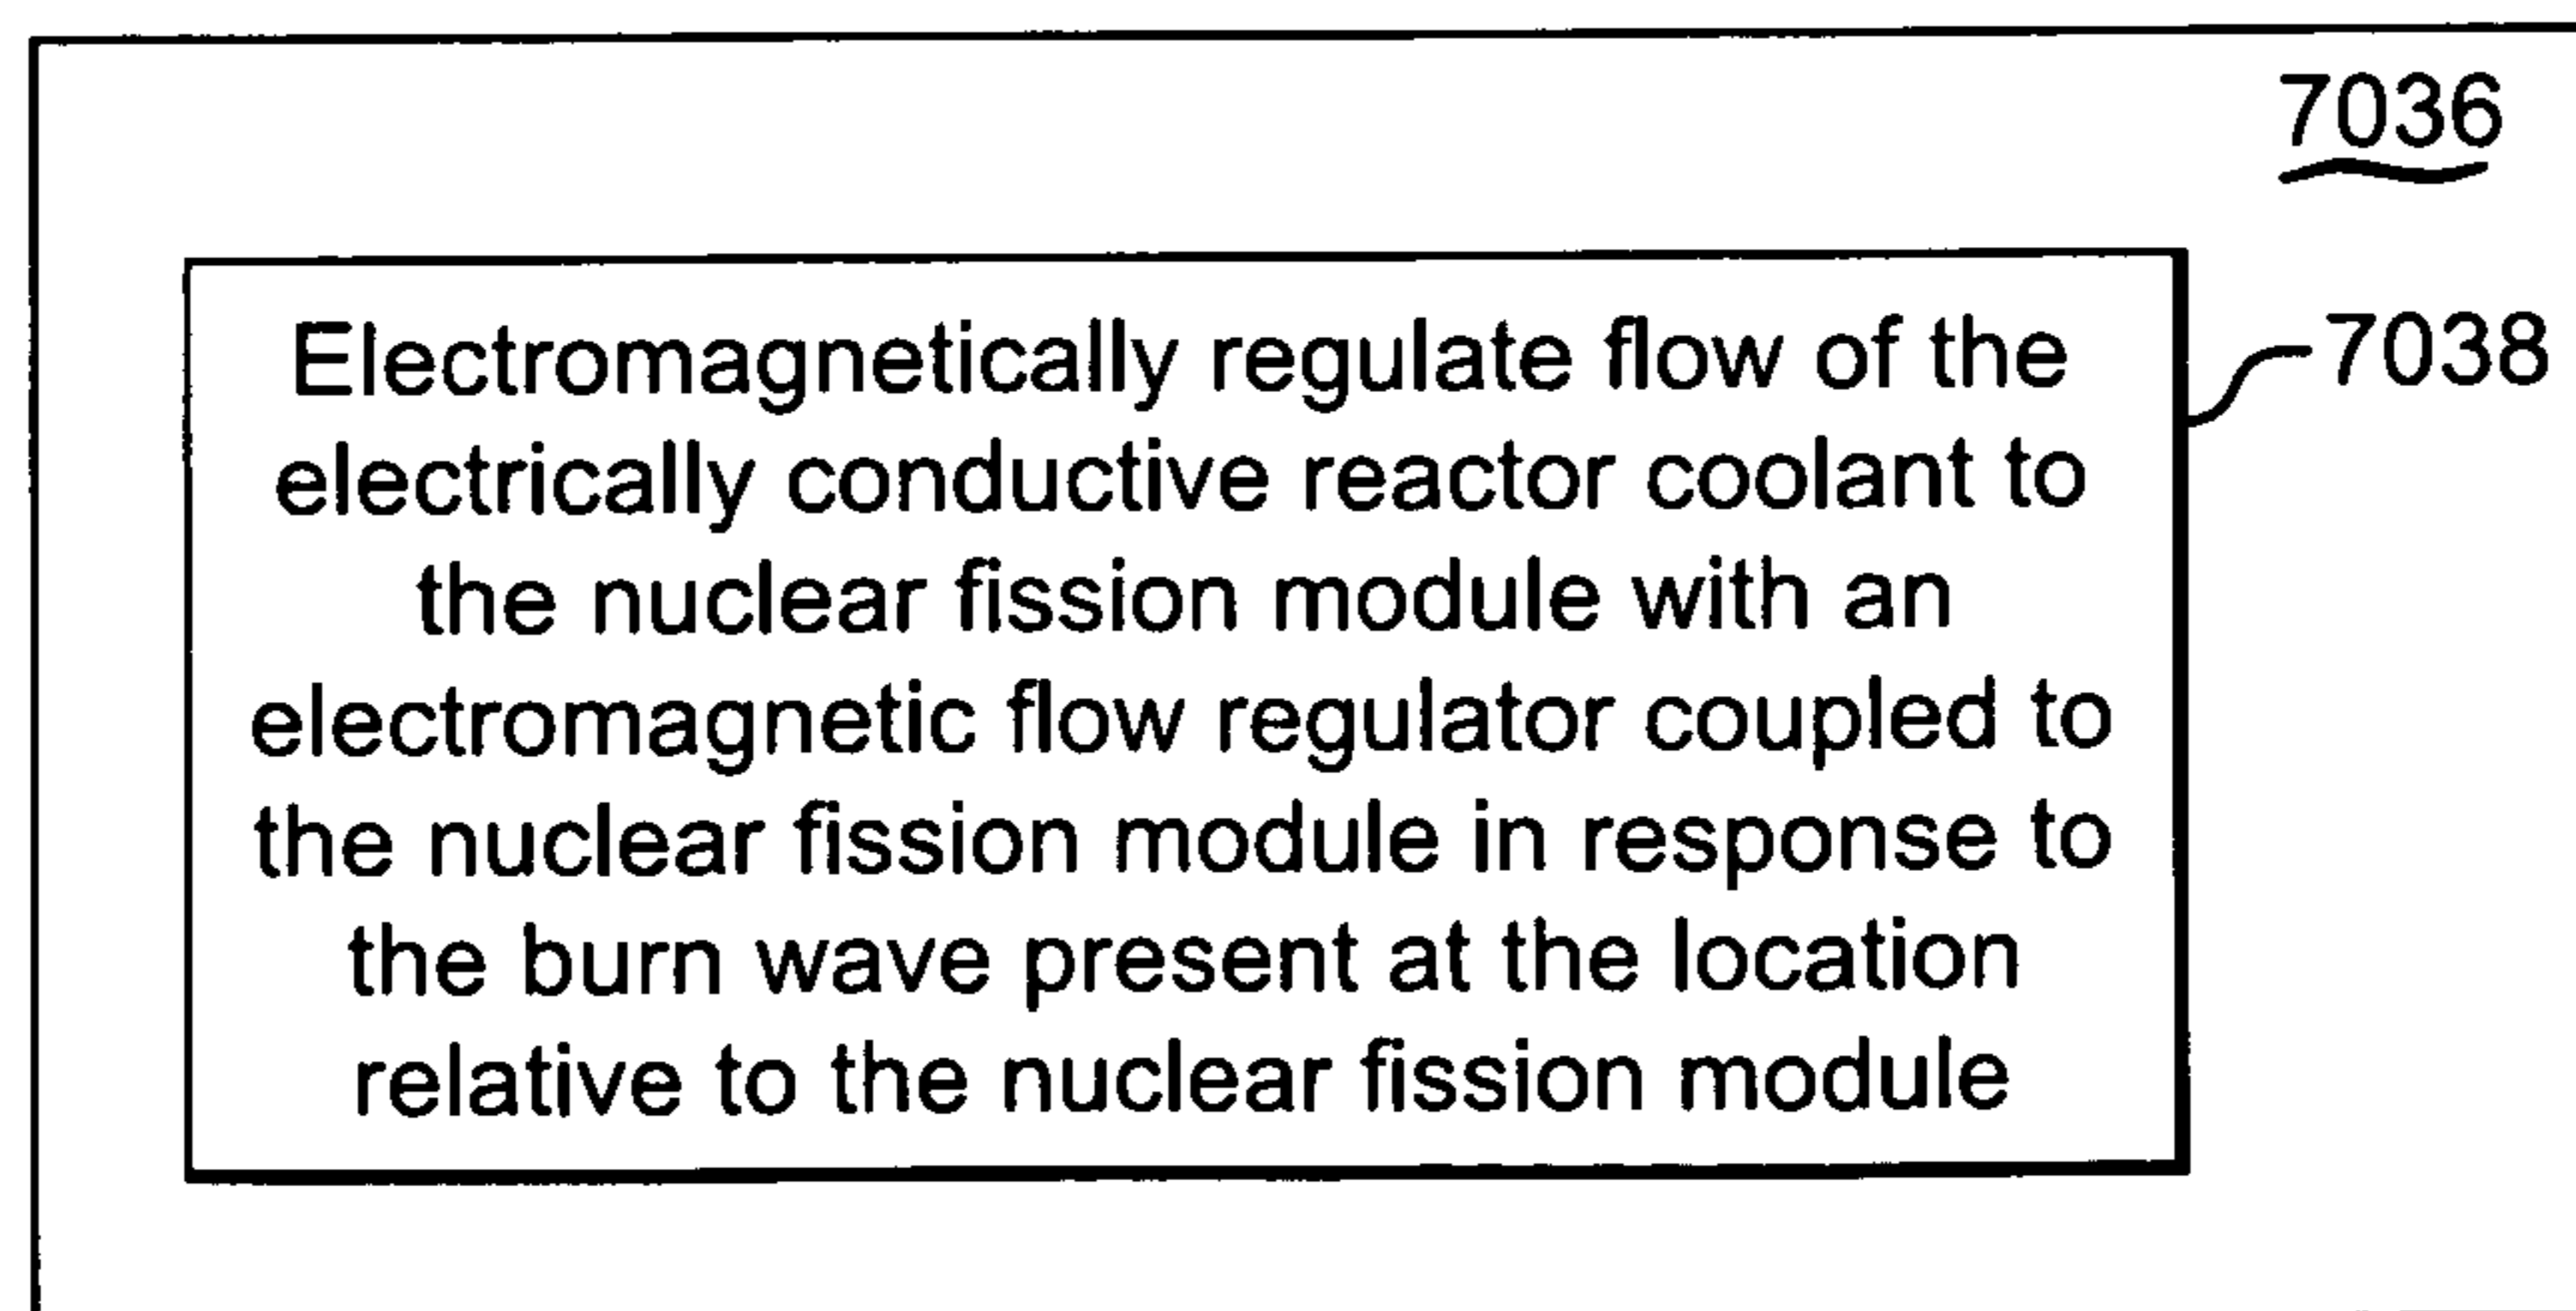 7036
Electromagnetically regulate flow of the
7038
electrically conductive reactor coolant to
the nuclear fission module with an
electromagnetic flow regulator coupled to
the nuclear fission module in response to
the burn wave present at the location
relative to the nuclear fission module